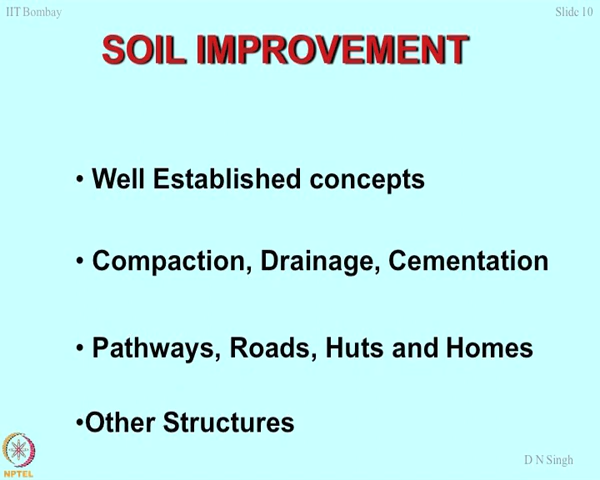 IIT Bombay
Slide 10
SOIL IMPROVEMENT
• Well Established concepts
• Compaction, Drainage, Cementation
• Pathways, Roads, Huts and Homes
•Other Structures
D N Singh
NPTEL